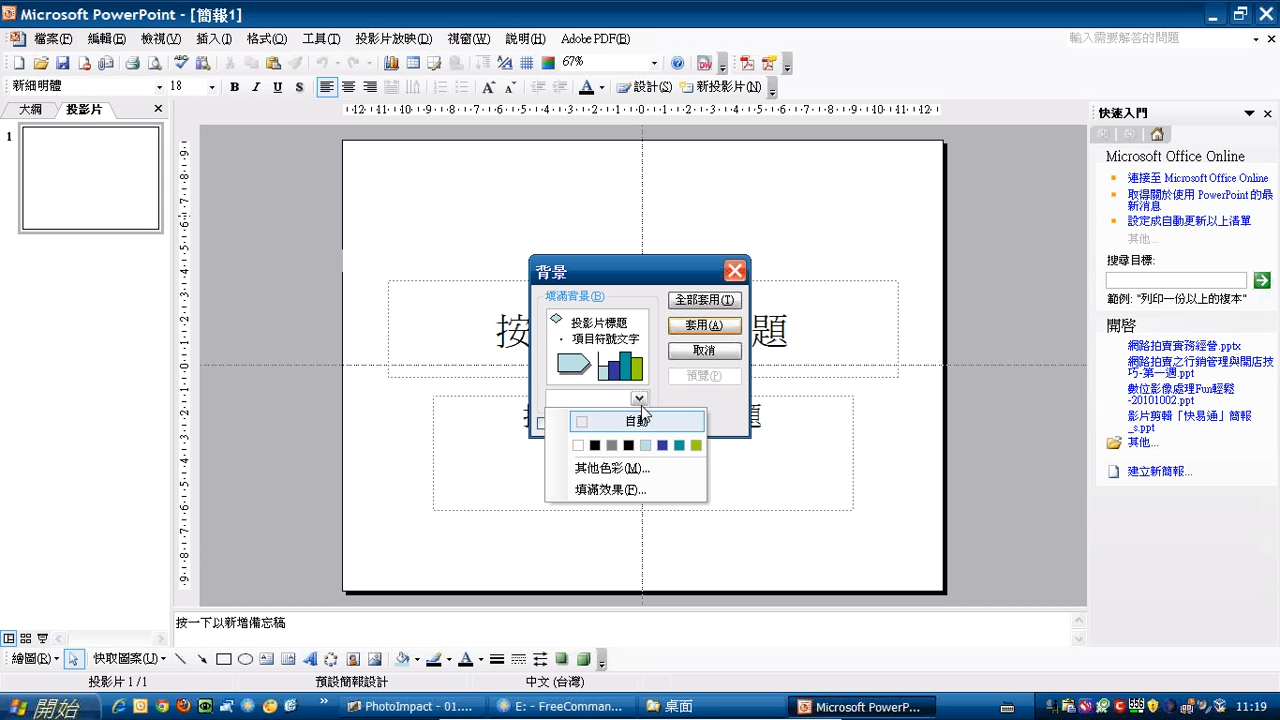 Microsoft PowerPoint - [簡報1]
檔案(F) 編輯(E) 檢視(V) 插入(I) 格式(O) 工具(T) 投影片放映(D) 視窗(W) 說明(H) Adobe PDF(B) 輸入需要解答的問題
67%
新細明體 18 B I U S 設計(S) 新投影片(N)
大綱 投影片
快速入門
1
Microsoft Office Online
連接至 Microsoft Office Online
取得關於使用 PowerPoint 的最
新消息
設定成自動更新以上清單
其他...
搜尋目標:
範例: "列印一份以上的複本"
開啓
網路拍賣實務經營.pptx
網路拍賣之行銷管理與開店技
巧-第一週.ppt
數位影像處理Fun輕鬆
-20101002.ppt
影片剪輯「快易通」簡報
_s.ppt
其他...
建立新簡報...
按 題
題
背景
填滿背景(B)
投影片標題
項目符號文字
全部套用(T)
套用(A)
取消
預覽(P)
自動
其他色彩(M)...
填滿效果(F)...
按一下以新增備忘稿
繪圖(R) 快取圖案(U)
投影片 1 / 1 預設簡報設計 中文 (台灣)
開始 PhotoImpact - 01.... E: - FreeComman... 桌面 Microsoft PowerP... 11:19